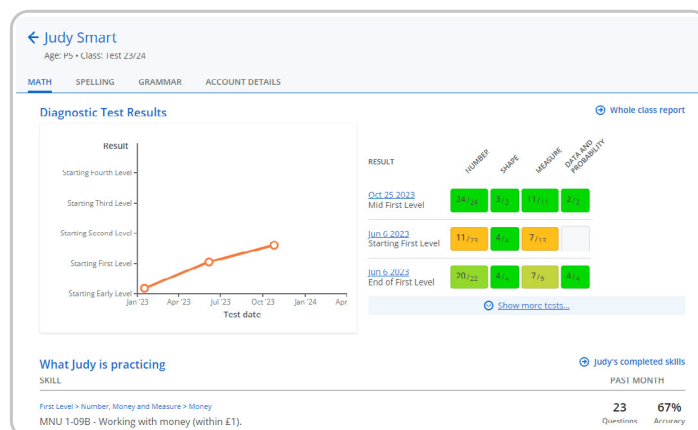 Judy Smart
Age: P5 • Class: Test 23/24
MATH SPELLING GRAMMAR ACCOUNT DETAILS
Diagnostic Test Results
Whole class report
Result
Starting Fourth Level
Starting Third Level
Starting Second Level
Starting First Level
Starting Early Level
Jan '23 Apr '23 Jul '23 Oct '23 Jan '24 Apr
Test date
RESULT NUMBER SHAPE MEASURE DATA AND PROBABILITY
Oct 25 2023
Mid First Level
24/24 3/3 11/11 2/2
Jun 6 2023
Starting First Level
11/23 4/4 7/13
Jun 6 2023
End of First Level
20/22 4/4 7/9 4/4
Show more tests...
What Judy is practicing
Judy's completed skills
SKILL PAST MONTH
First Level > Number, Money and Measure > Money
MNU 1-09B - Working with money (within £1).
23 67%
Questions Accuracy